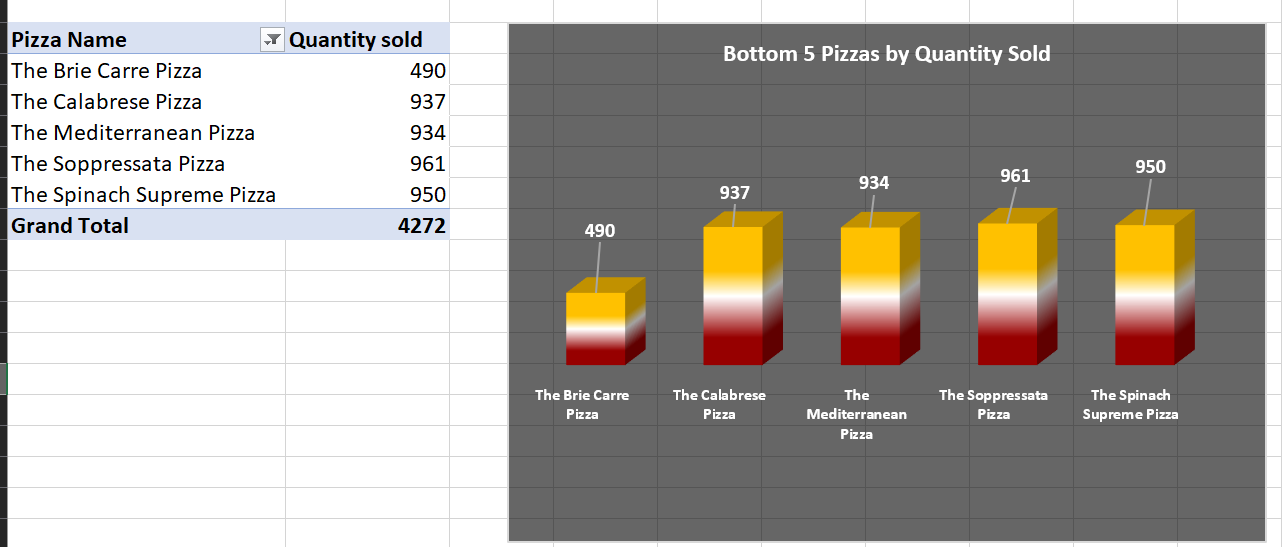 Pizza Name Quantity sold
The Brie Carre Pizza 490
The Calabrese Pizza 937
The Mediterranean Pizza 934
The Soppressata Pizza 961
The Spinach Supreme Pizza 950
Grand Total 4272
Bottom 5 Pizzas by Quantity Sold
490
937
934
961
950
The Brie Carre
Pizza
The Calabrese
Pizza
The
Mediterranean
Pizza
The Soppressata
Pizza
The Spinach
Supreme Pizza